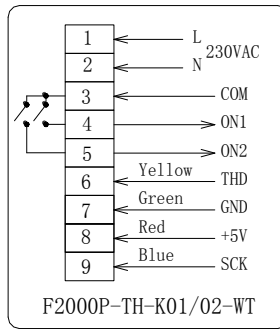 1 L
230VAC
2 N
3 COM
4 ON1
5 ON2
6 Yellow THD
7 Green GND
8 Red +5V
9 Blue SCK
F2000P-TH-K01/02-WT